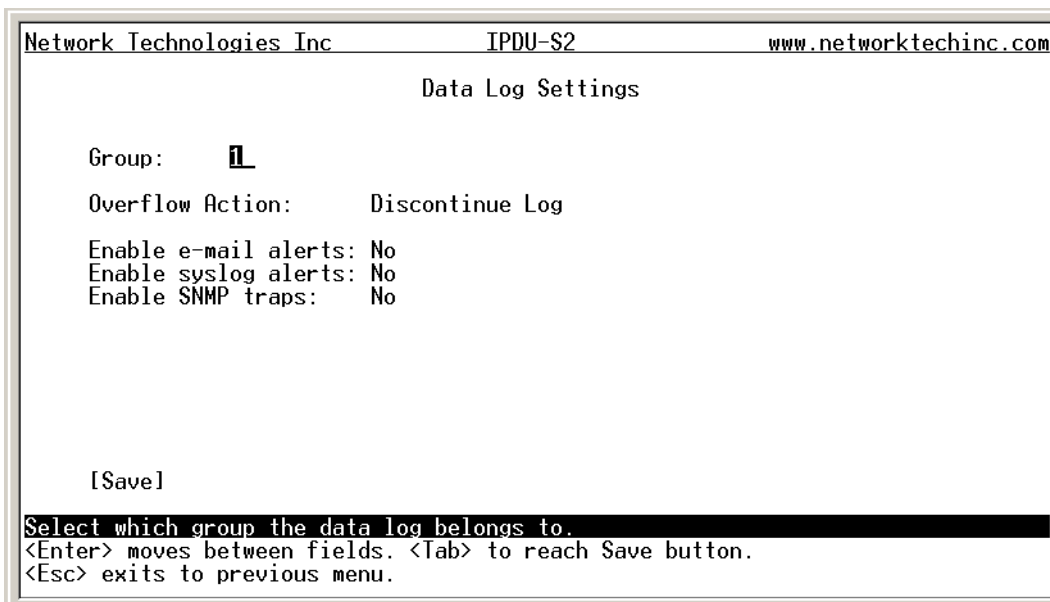 Network Technologies Inc IPDU-S2 www.networktechinc.com
Data Log Settings
Group: 1
Overflow Action: Discontinue Log
Enable e-mail alerts: No
Enable syslog alerts: No
Enable SNMP traps: No
[Save]
Select which group the data log belongs to.
<Enter> moves between fields. <Tab> to reach Save button.
<Esc> exits to previous menu.